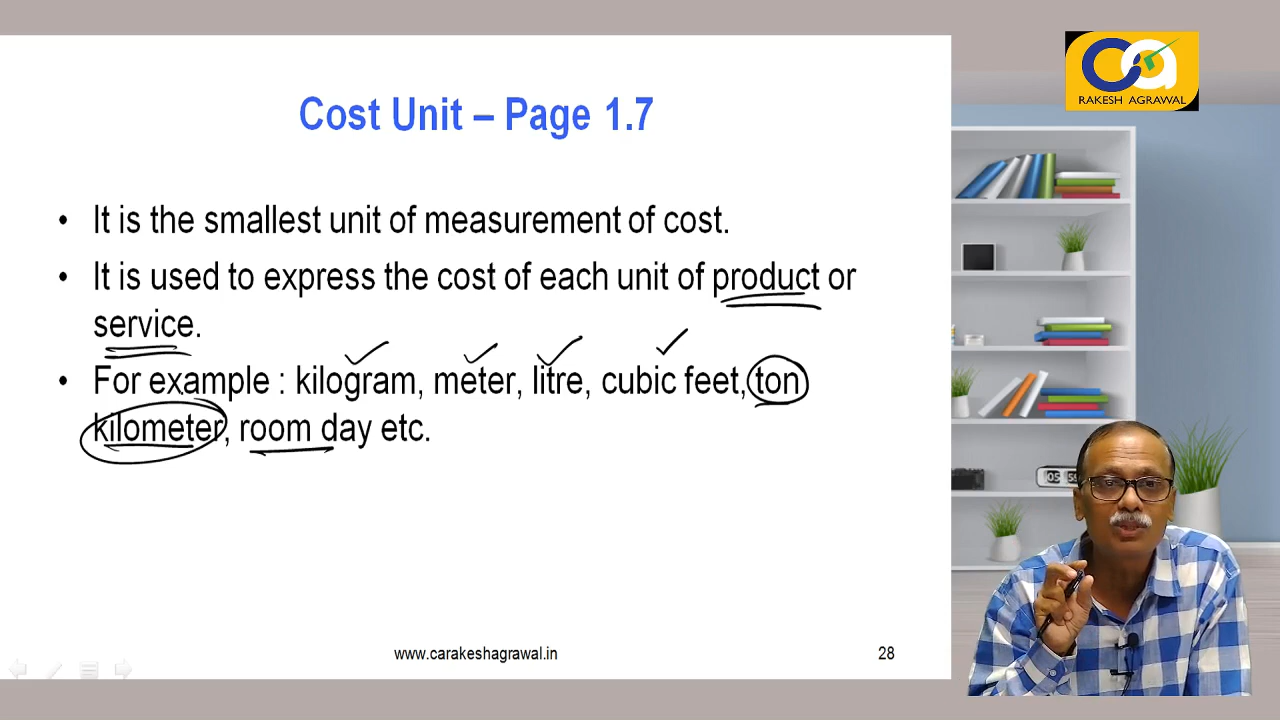 Cost Unit – Page 1.7
• It is the smallest unit of measurement of cost.
• It is used to express the cost of each unit of product or
service.
• For example : kilogram, meter, litre, cubic feet, ton
kilometer, room day etc.
www.carakeshagrawal.in
28
ca
RAKESH AGRAWAL